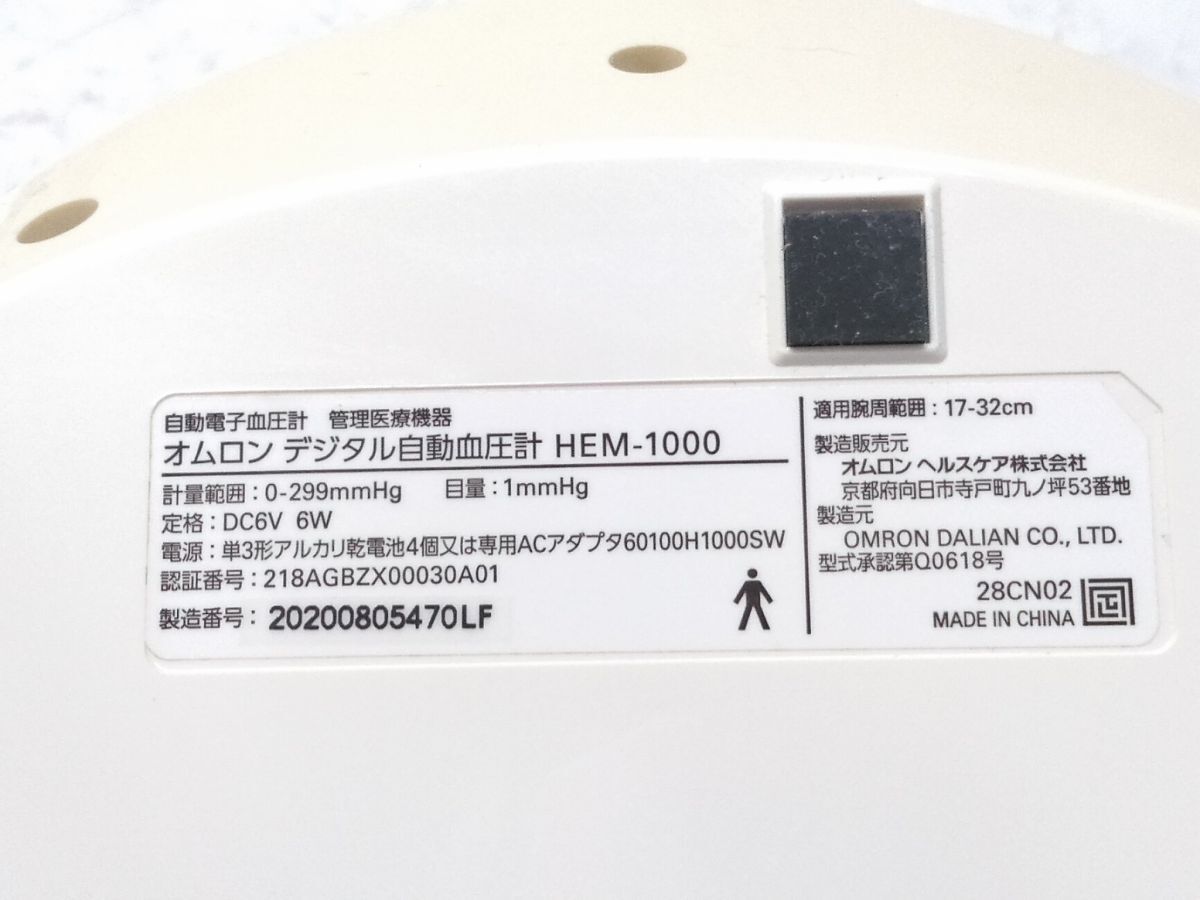 自動電子血圧計 管理医療機器
オムロン デジタル自動血圧計 HEM-1000
計量範囲：0-299mmHg 目量：1mmHg
定格：DC6V 6W
電源：単3形アルカリ乾電池4個又は専用ACアダプタ60100H1000SW
認証番号：218AGBZX00030A01
製造番号：20200805470LF
適用腕周範囲：17-32cm
製造販売元
オムロン ヘルスケア株式会社
京都府向日市寺戸町九ノ坪53番地
製造元
OMRON DALIAN CO., LTD.
型式承認第Q0618号
28CN02
MADE IN CHINA
正